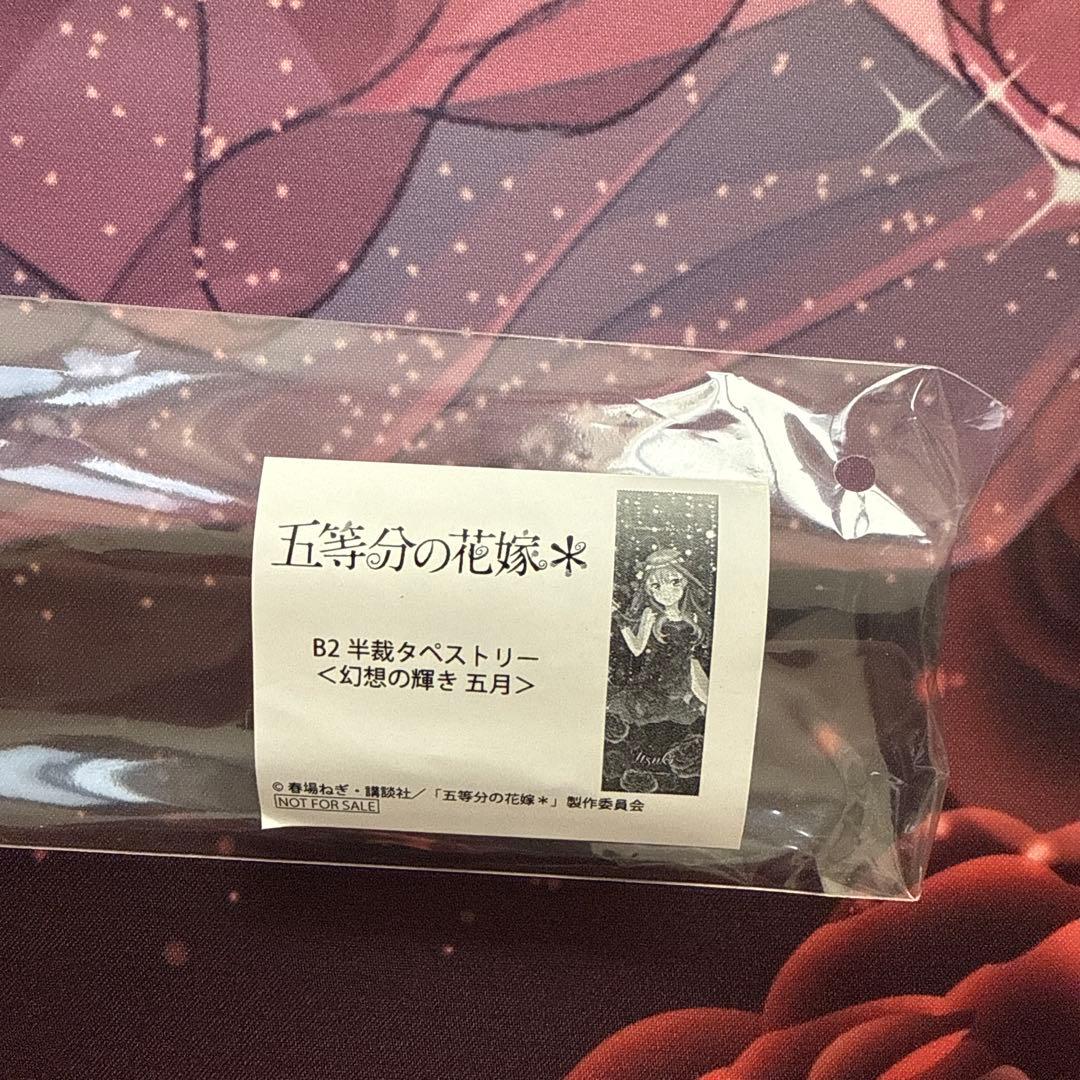 五等分の花嫁＊
B2 半裁タペストリー
＜幻想の輝き 五月＞
Itsuki
© 春場ねぎ・講談社／「五等分の花嫁＊」製作委員会
NOT FOR SALE